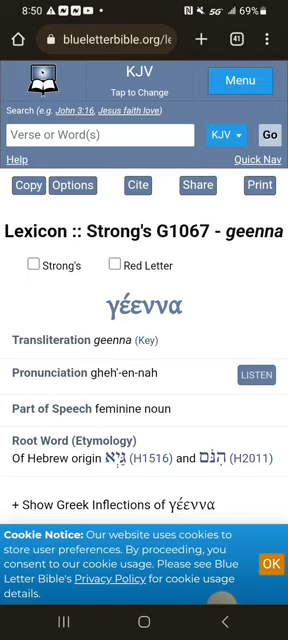 8:50 69%
blueletterbible.org/le
41
KJV
Tap to Change
Menu
Search (e.g. John 3:16, Jesus faith love)
Verse or Word(s) KJV Go
Help Quick Nav
Copy Options Cite Share Print
Lexicon :: Strong's G1067 - geenna
Strong's Red Letter
γέεννα
Transliteration geenna (Key)
Pronunciation gheh'-en-nah LISTEN
Part of Speech feminine noun
Root Word (Etymology)
Of Hebrew origin גַּיְא (H1516) and הִנֹּם (H2011)
+ Show Greek Inflections of γέεννα
Cookie Notice: Our website uses cookies to
store user preferences. By proceeding, you
consent to our cookie usage. Please see Blue
Letter Bible's Privacy Policy for cookie usage
details.
OK